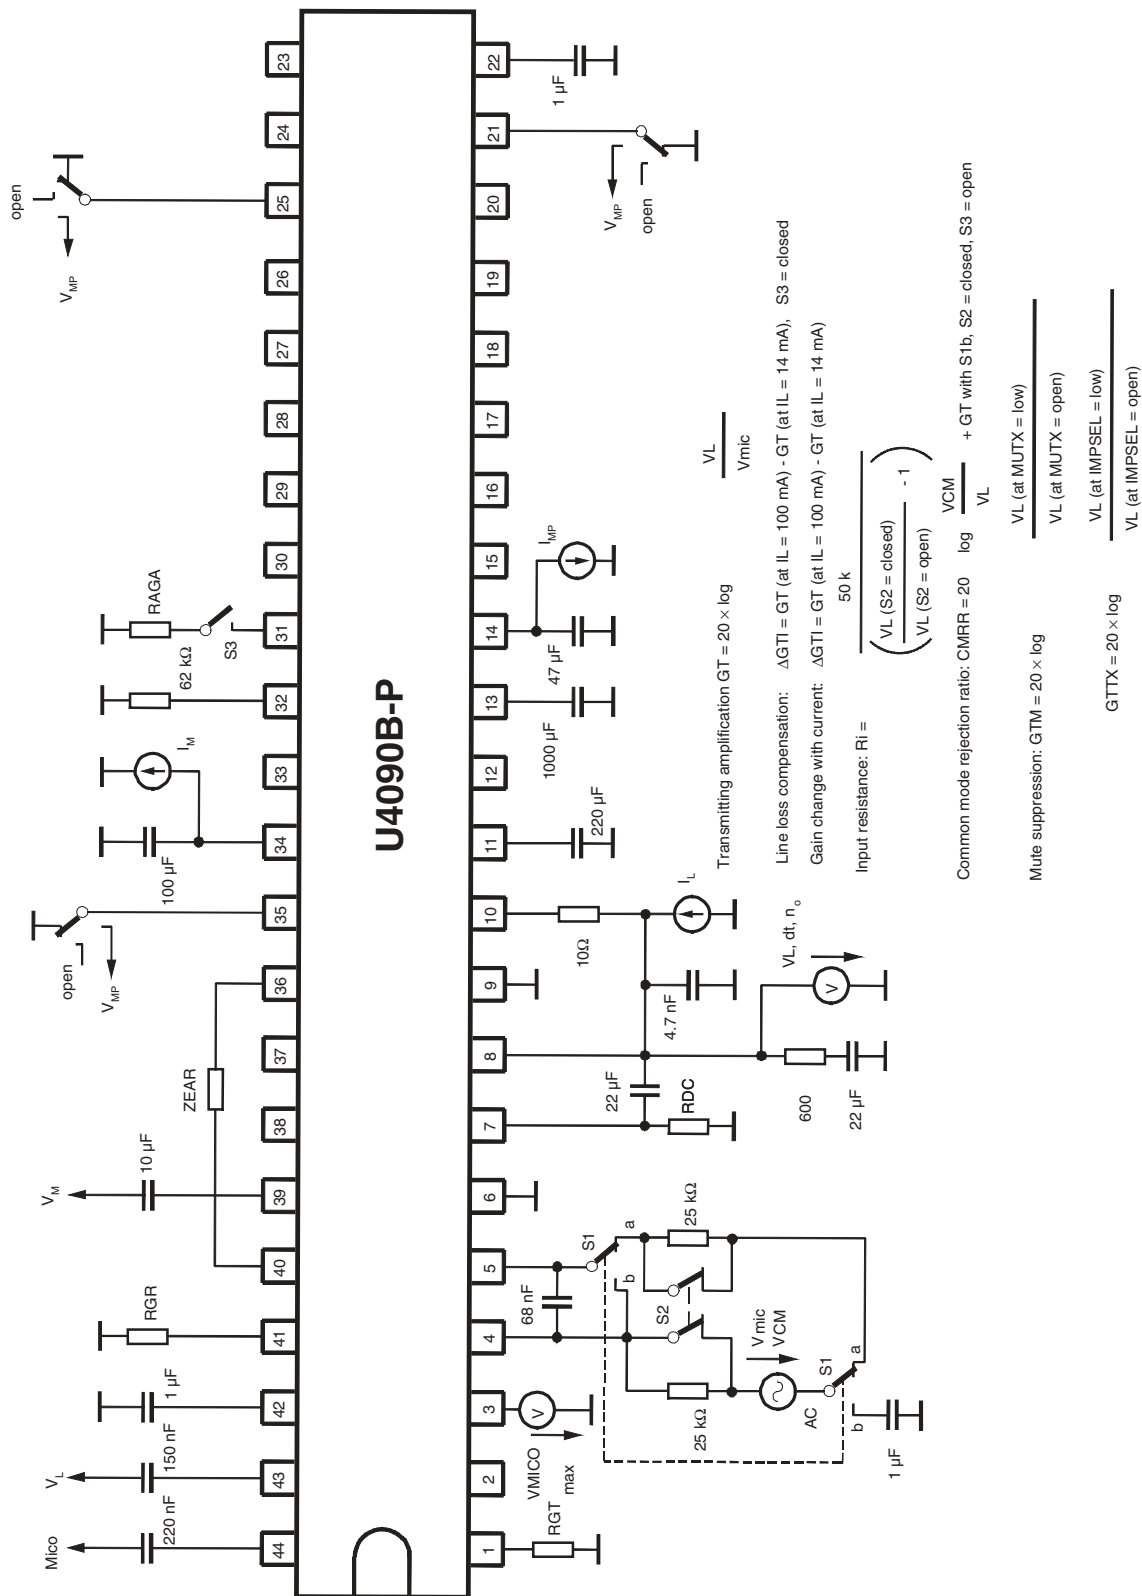 Mico
220 nF
V_L
150 nF
1 µF
RGR
V_M
10 µF
ZEAR
open
V_MP
100 µF
I_M
62 kΩ
RAGA
S3
open
V_MP
44
43
42
41
40
39
38
37
36
35
34
33
32
31
30
29
28
27
26
25
24
23
U4090B-P
1
2
3
4
5
6
7
8
9
10
11
12
13
14
15
16
17
18
19
20
21
22
RGT
VMICO
max
V
68 nF
S1
a
b
S2
25 kΩ
25 kΩ
Vmic
VCM
AC
S1
a
b
1 µF
22 µF
RDC
4.7 nF
10Ω
I_L
600
22 µF
V
VL, dt, n_o
220 µF
1000 µF
47 µF
I_MP
V_MP
open
1 µF
Transmitting amplification GT = 20 × log VL / Vmic
Line loss compensation: ΔGTI = GT (at IL = 100 mA) - GT (at IL = 14 mA), S3 = closed
Gain change with current: ΔGTI = GT (at IL = 100 mA) - GT (at IL = 14 mA)
Input resistance: Ri = 50 k / ( VL (S2 = closed) / VL (S2 = open) - 1 )
Common mode rejection ratio: CMRR = 20 log VCM / VL + GT with S1b, S2 = closed, S3 = open
Mute suppression: GTM = 20 × log VL (at MUTX = low) / VL (at MUTX = open)
GTTX = 20 × log VL (at IMPSEL = low) / VL (at IMPSEL = open)